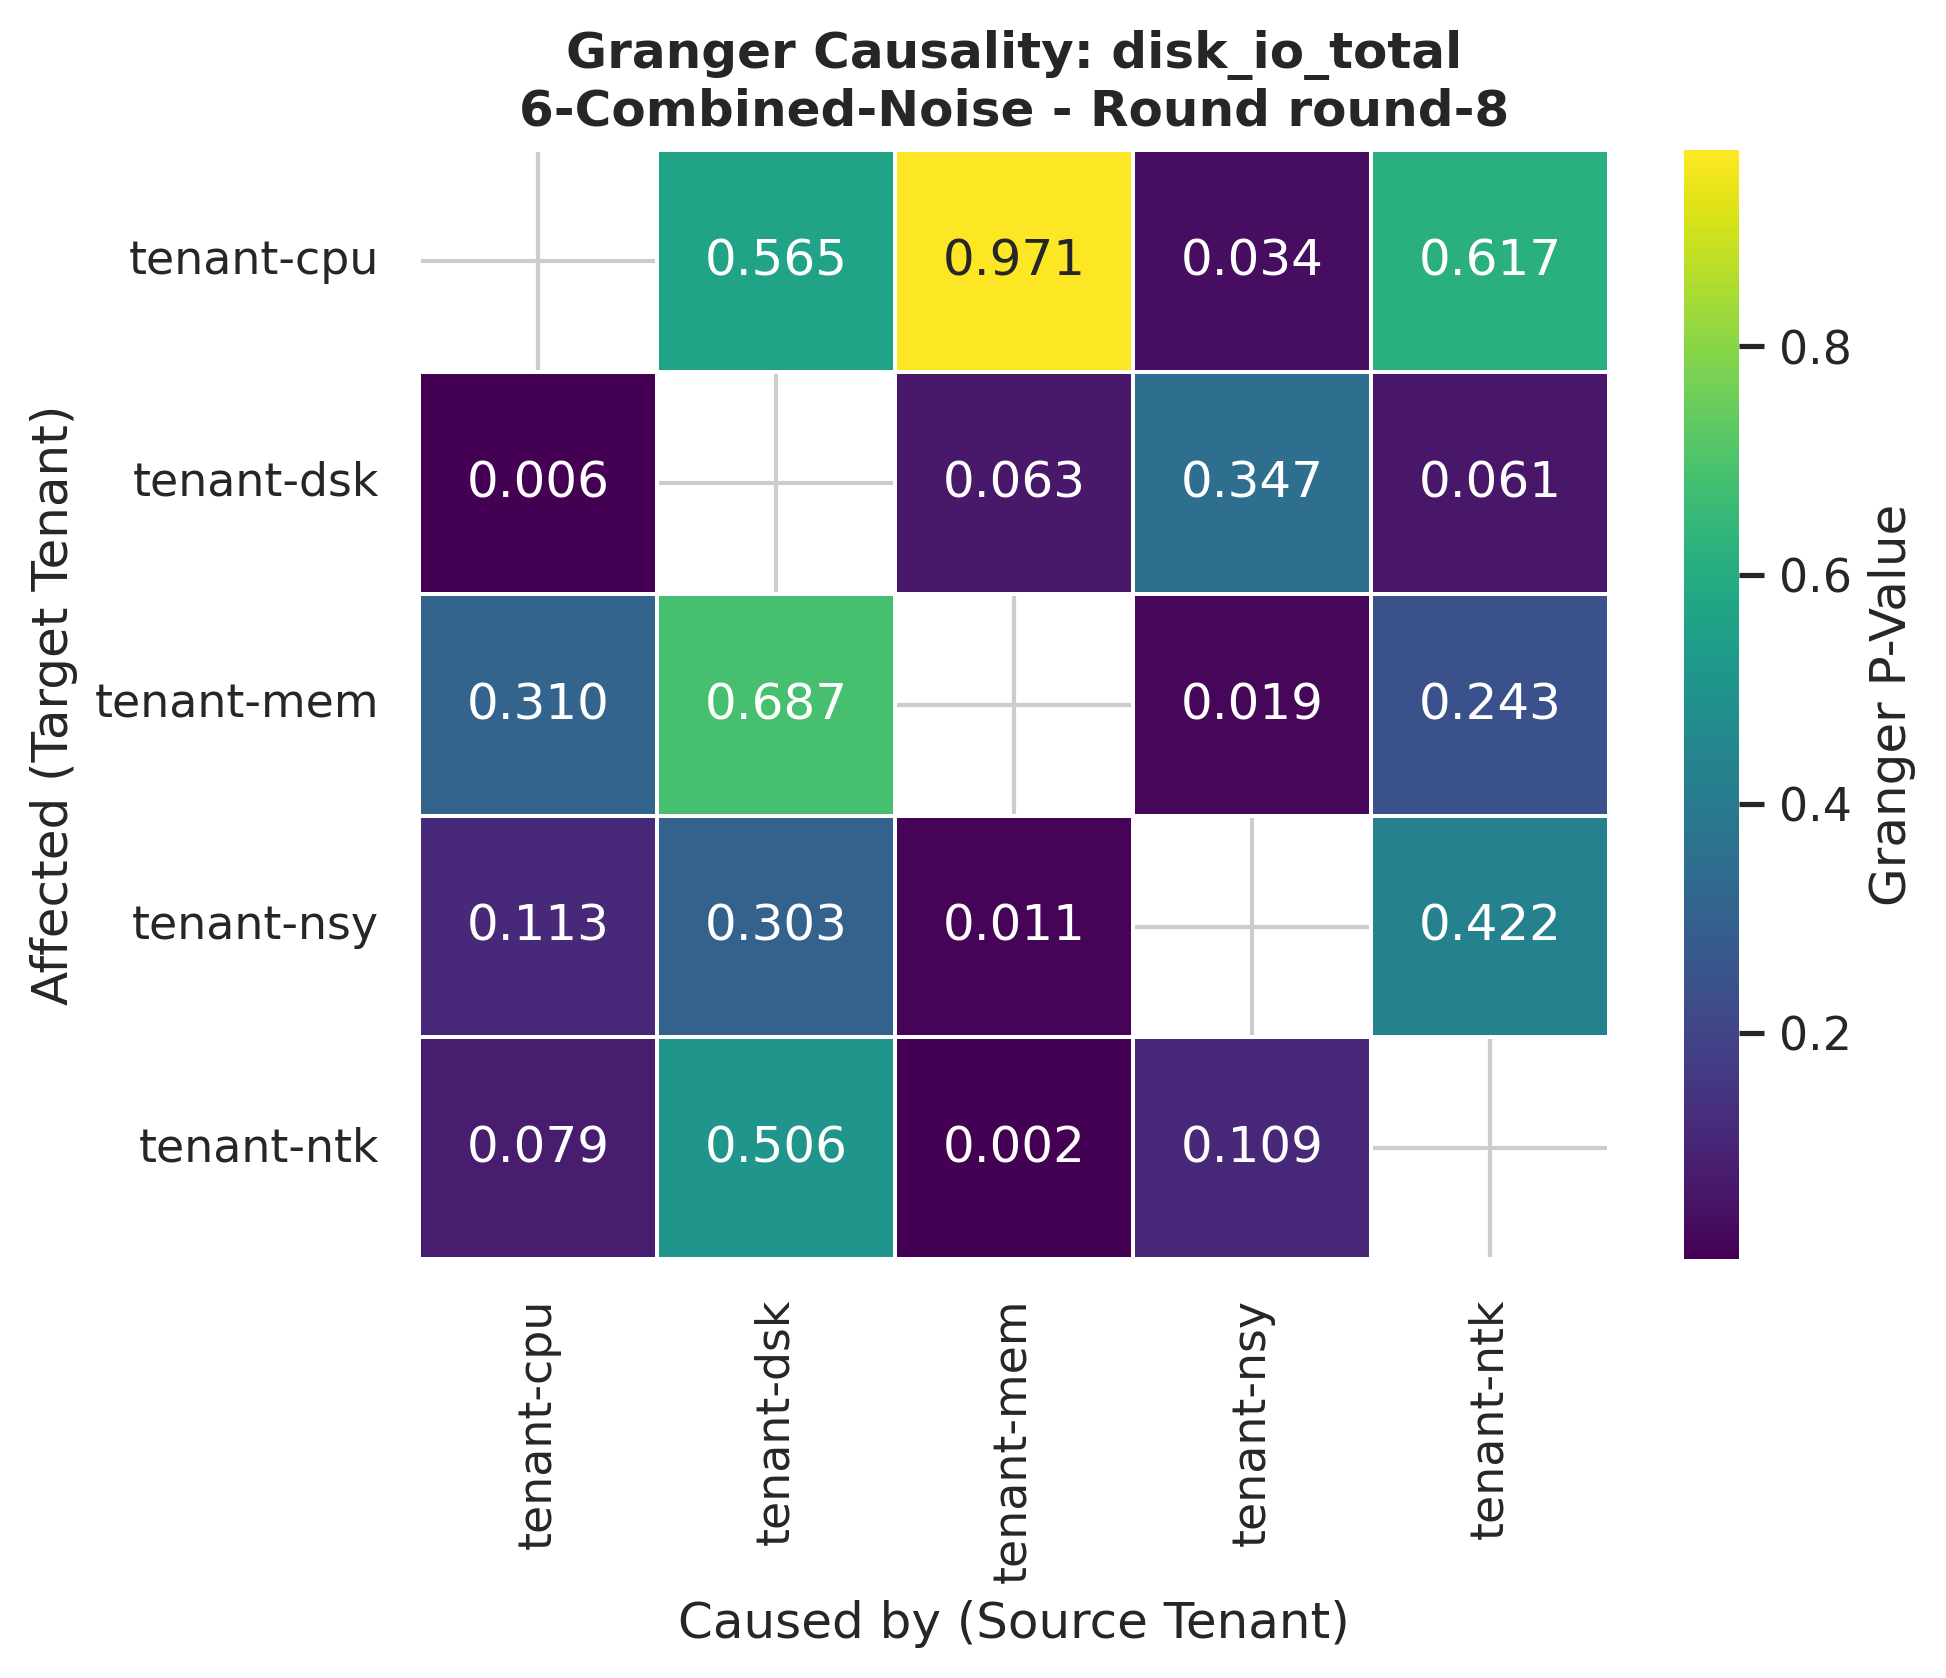 Granger Causality: disk_io_total
6-Combined-Noise - Round round-8
Affected (Target Tenant)
tenant-cpu
0.565
0.971
0.034
0.617
tenant-dsk
0.006
0.063
0.347
0.061
tenant-mem
0.310
0.687
0.019
0.243
tenant-nsy
0.113
0.303
0.011
0.422
tenant-ntk
0.079
0.506
0.002
0.109
tenant-cpu
tenant-dsk
tenant-mem
tenant-nsy
tenant-ntk
Caused by (Source Tenant)
0.8
0.6
0.4
0.2
Granger P-Value